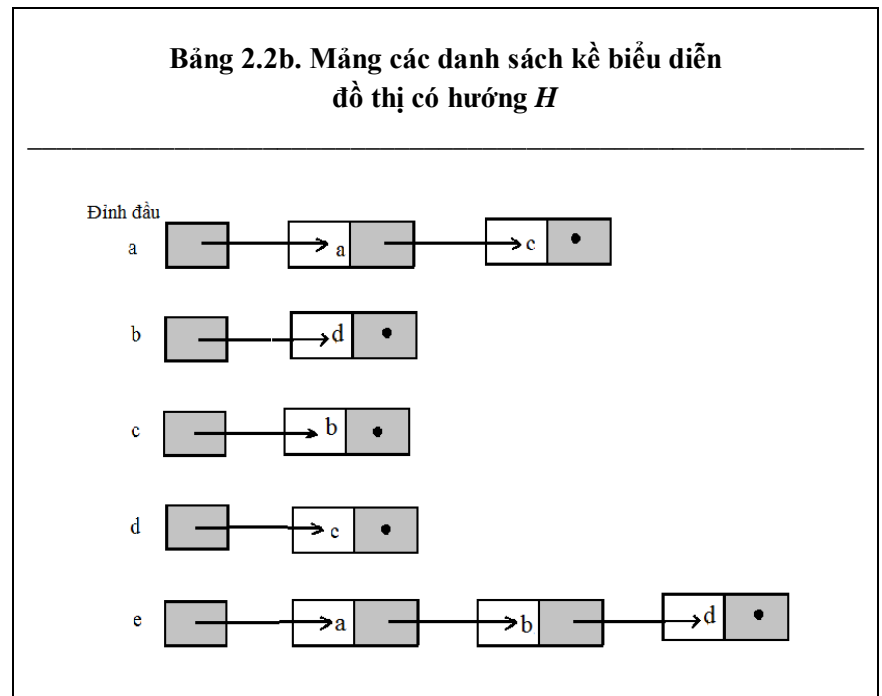 Bảng 2.2b. Mảng các danh sách kề biểu diễn
đồ thị có hướng H
Đỉnh đầu
a a c
b d
c b
d c
e a b d